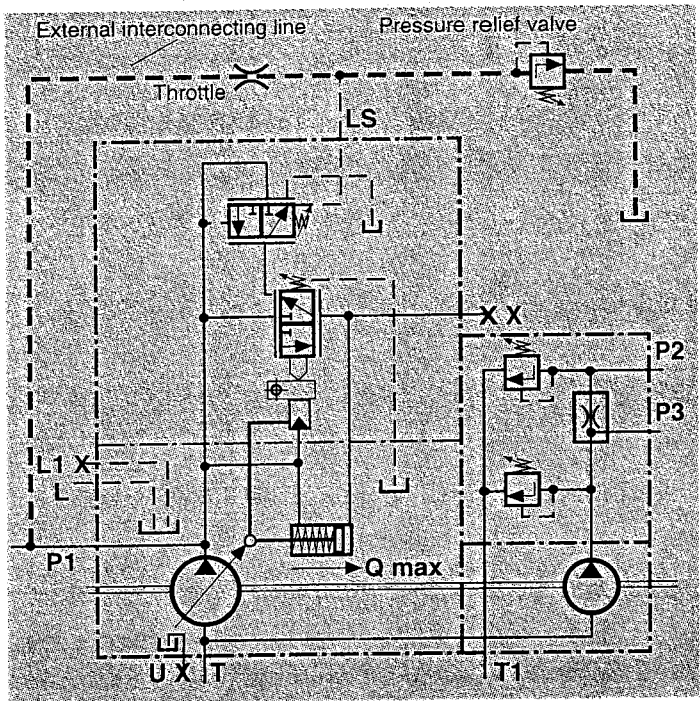 External interconnecting line
Pressure relief valve
Throttle
LS
X X
P2
P3
L1 X
L
P1
Q max
U X T
T1